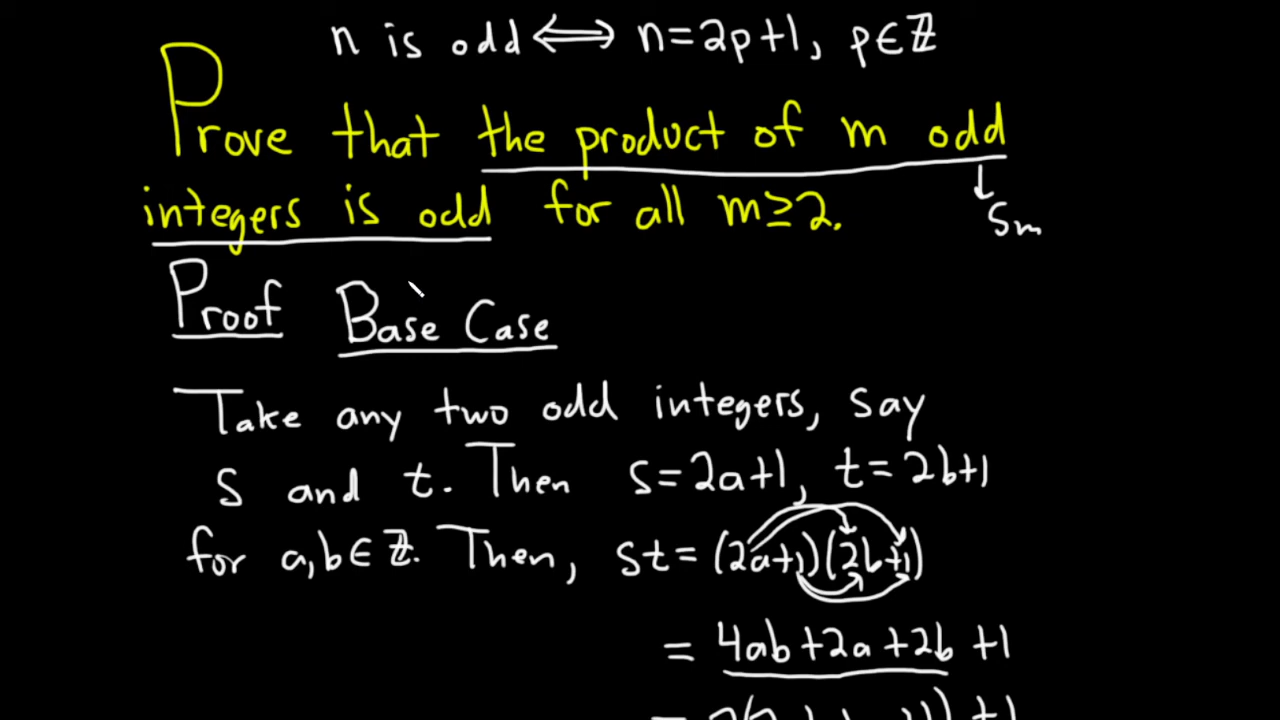 n is odd ⟺ n=2p+1, p∈ℤ
Prove that the product of m odd
integers is odd for all m≥2.
Sm
Proof Base Case
Take any two odd integers, say
s and t. Then s=2a+1, t=2b+1
for a,b∈ℤ. Then, st=(2a+1)(2b+1)
= 4ab+2a+2b+1